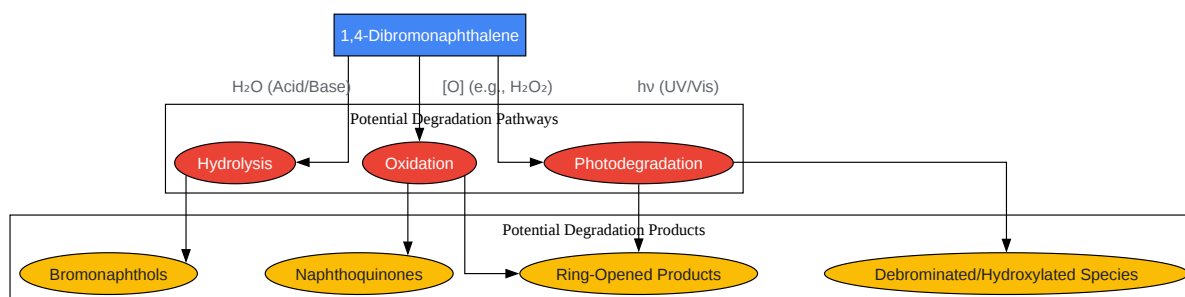 1,4-Dibromonaphthalene
H₂O (Acid/Base)
[O] (e.g., H₂O₂)
hν (UV/Vis)
Potential Degradation Pathways
Hydrolysis
Oxidation
Photodegradation
Potential Degradation Products
Bromonaphthols
Naphthoquinones
Ring-Opened Products
Debrominated/Hydroxylated Species